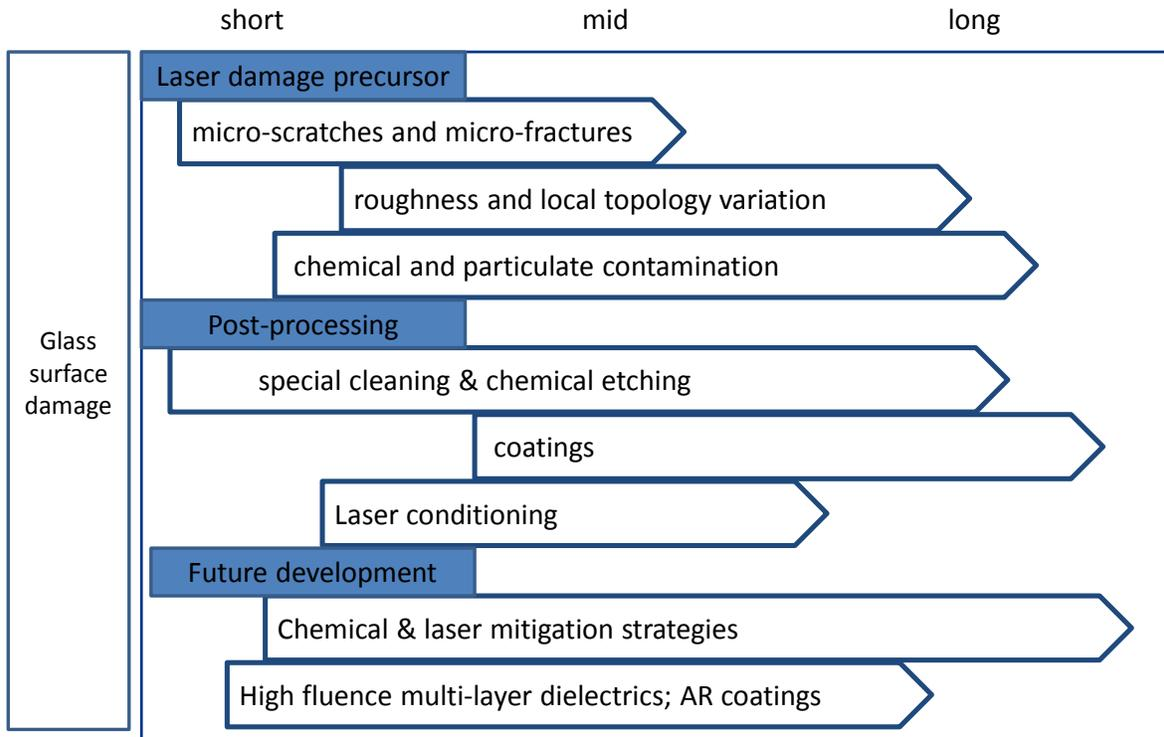 short mid long
Laser damage precursor
micro-scratches and micro-fractures
roughness and local topology variation
chemical and particulate contamination
Post-processing
Glass
surface
damage
special cleaning & chemical etching
coatings
Laser conditioning
Future development
Chemical & laser mitigation strategies
High fluence multi-layer dielectrics; AR coatings